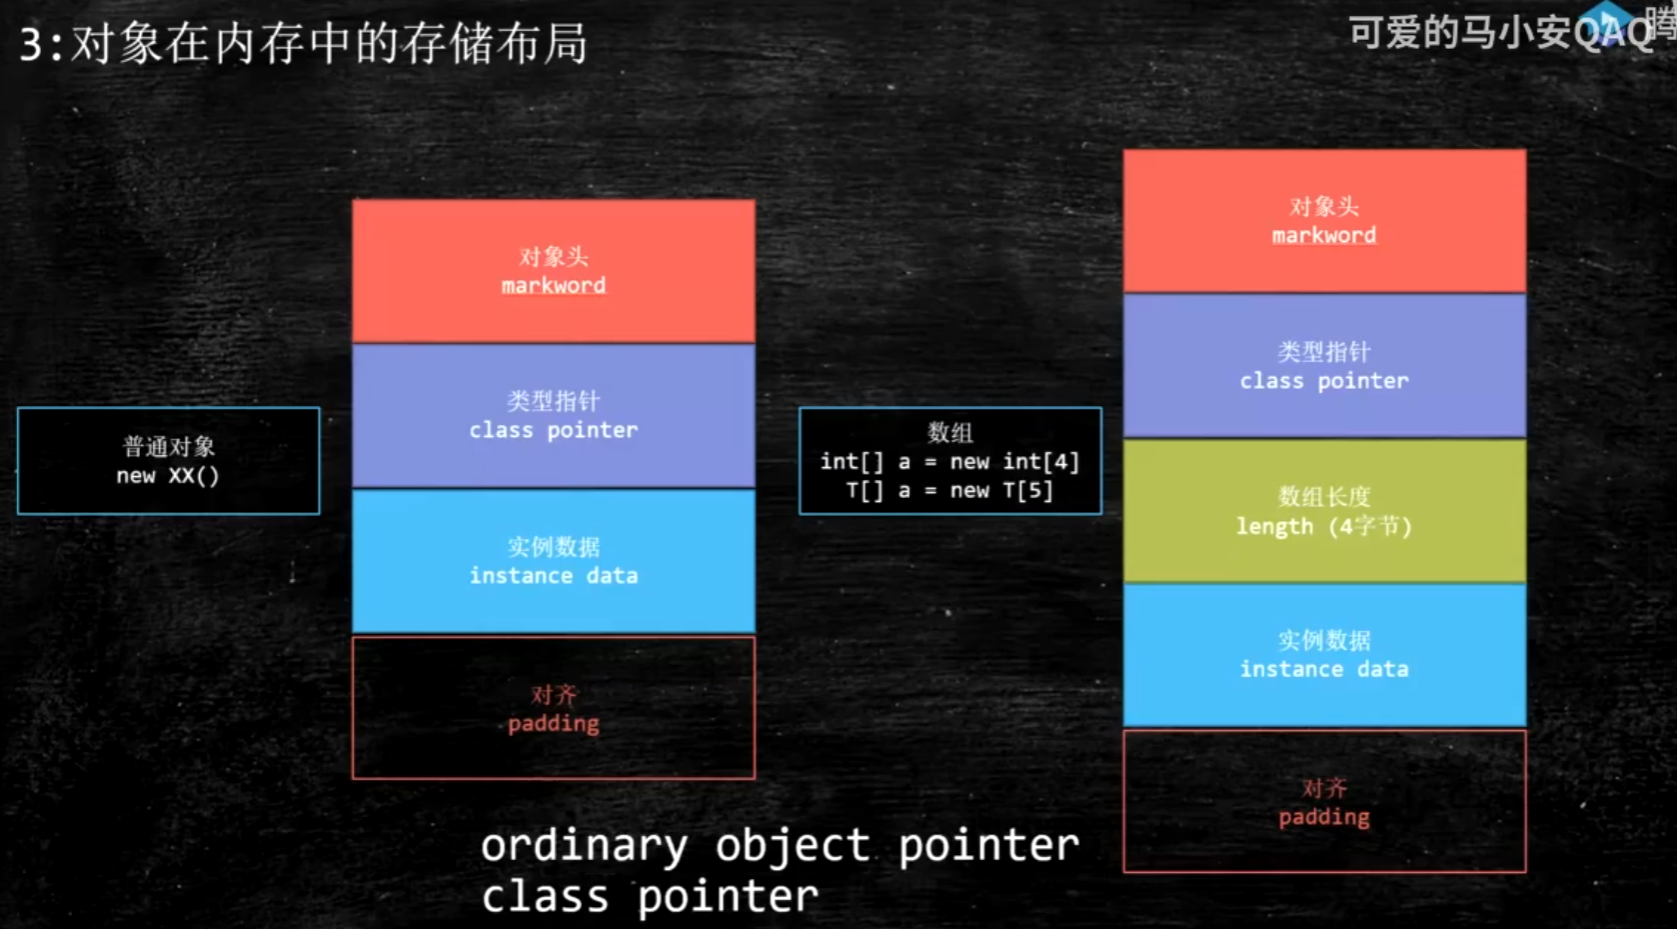 3:对象在内存中的存储布局
可爱的马小安QAQ
腾
普通对象
new XX()
对象头
markword
类型指针
class pointer
实例数据
instance data
对齐
padding
数组
int[] a = new int[4]
T[] a = new T[5]
对象头
markword
类型指针
class pointer
数组长度
length (4字节)
实例数据
instance data
对齐
padding
ordinary object pointer
class pointer